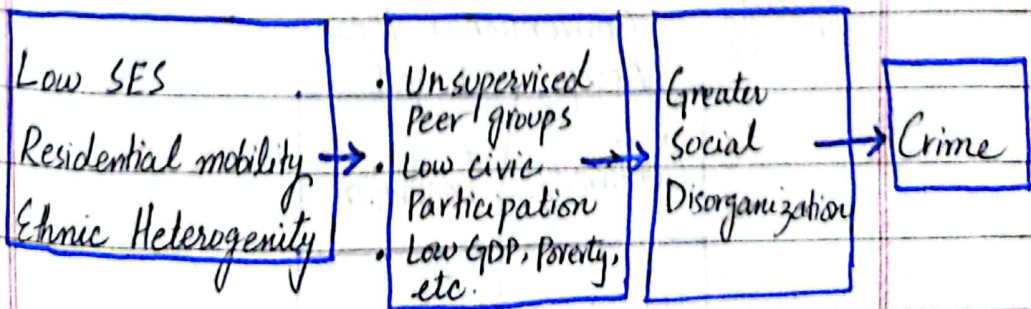 Low SES
Residential mobility
Ethnic Heterogenity
• Unsupervised
Peer groups
• Low civic
Participation
• Low GDP, Poverty,
etc.
Greater
Social
Disorganization
Crime